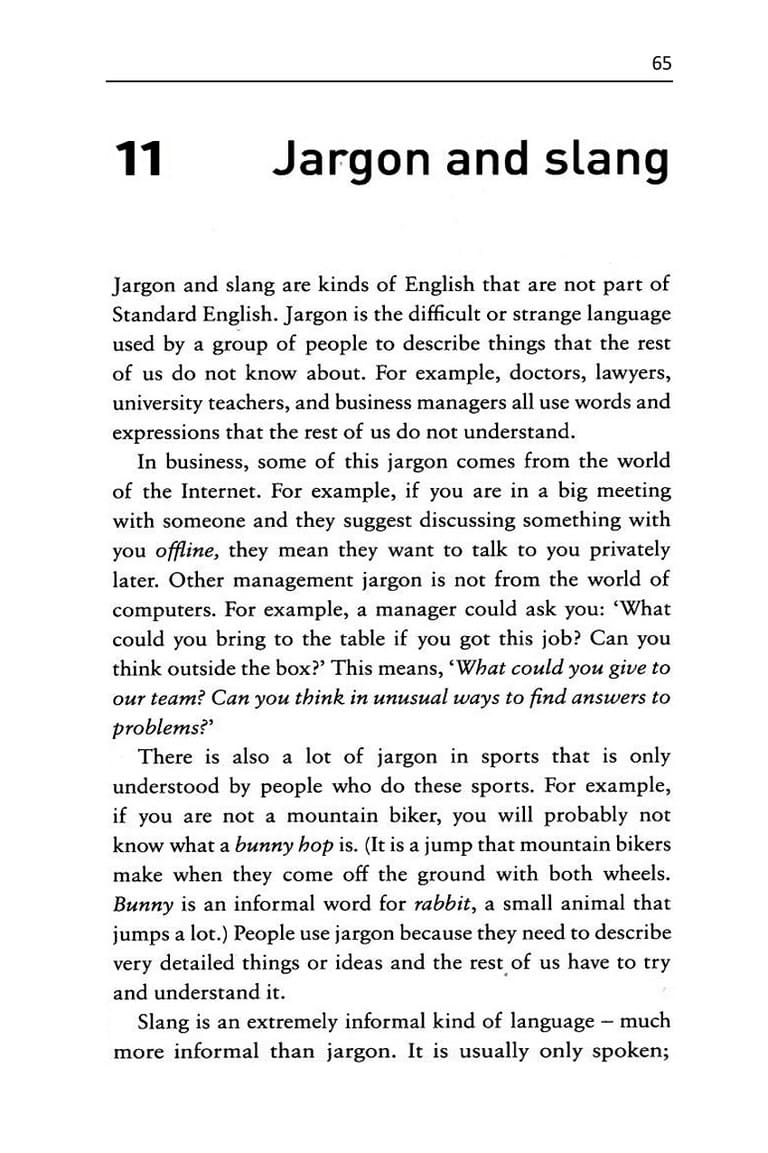 65
11 Jargon and slang
Jargon and slang are kinds of English that are not part of
Standard English. Jargon is the difficult or strange language
used by a group of people to describe things that the rest
of us do not know about. For example, doctors, lawyers,
university teachers, and business managers all use words and
expressions that the rest of us do not understand.
In business, some of this jargon comes from the world
of the Internet. For example, if you are in a big meeting
with someone and they suggest discussing something with
you offline, they mean they want to talk to you privately
later. Other management jargon is not from the world of
computers. For example, a manager could ask you: ‘What
could you bring to the table if you got this job? Can you
think outside the box?’ This means, ‘What could you give to
our team? Can you think in unusual ways to find answers to
problems?’
There is also a lot of jargon in sports that is only
understood by people who do these sports. For example,
if you are not a mountain biker, you will probably not
know what a bunny hop is. (It is a jump that mountain bikers
make when they come off the ground with both wheels.
Bunny is an informal word for rabbit, a small animal that
jumps a lot.) People use jargon because they need to describe
very detailed things or ideas and the rest of us have to try
and understand it.
Slang is an extremely informal kind of language – much
more informal than jargon. It is usually only spoken;